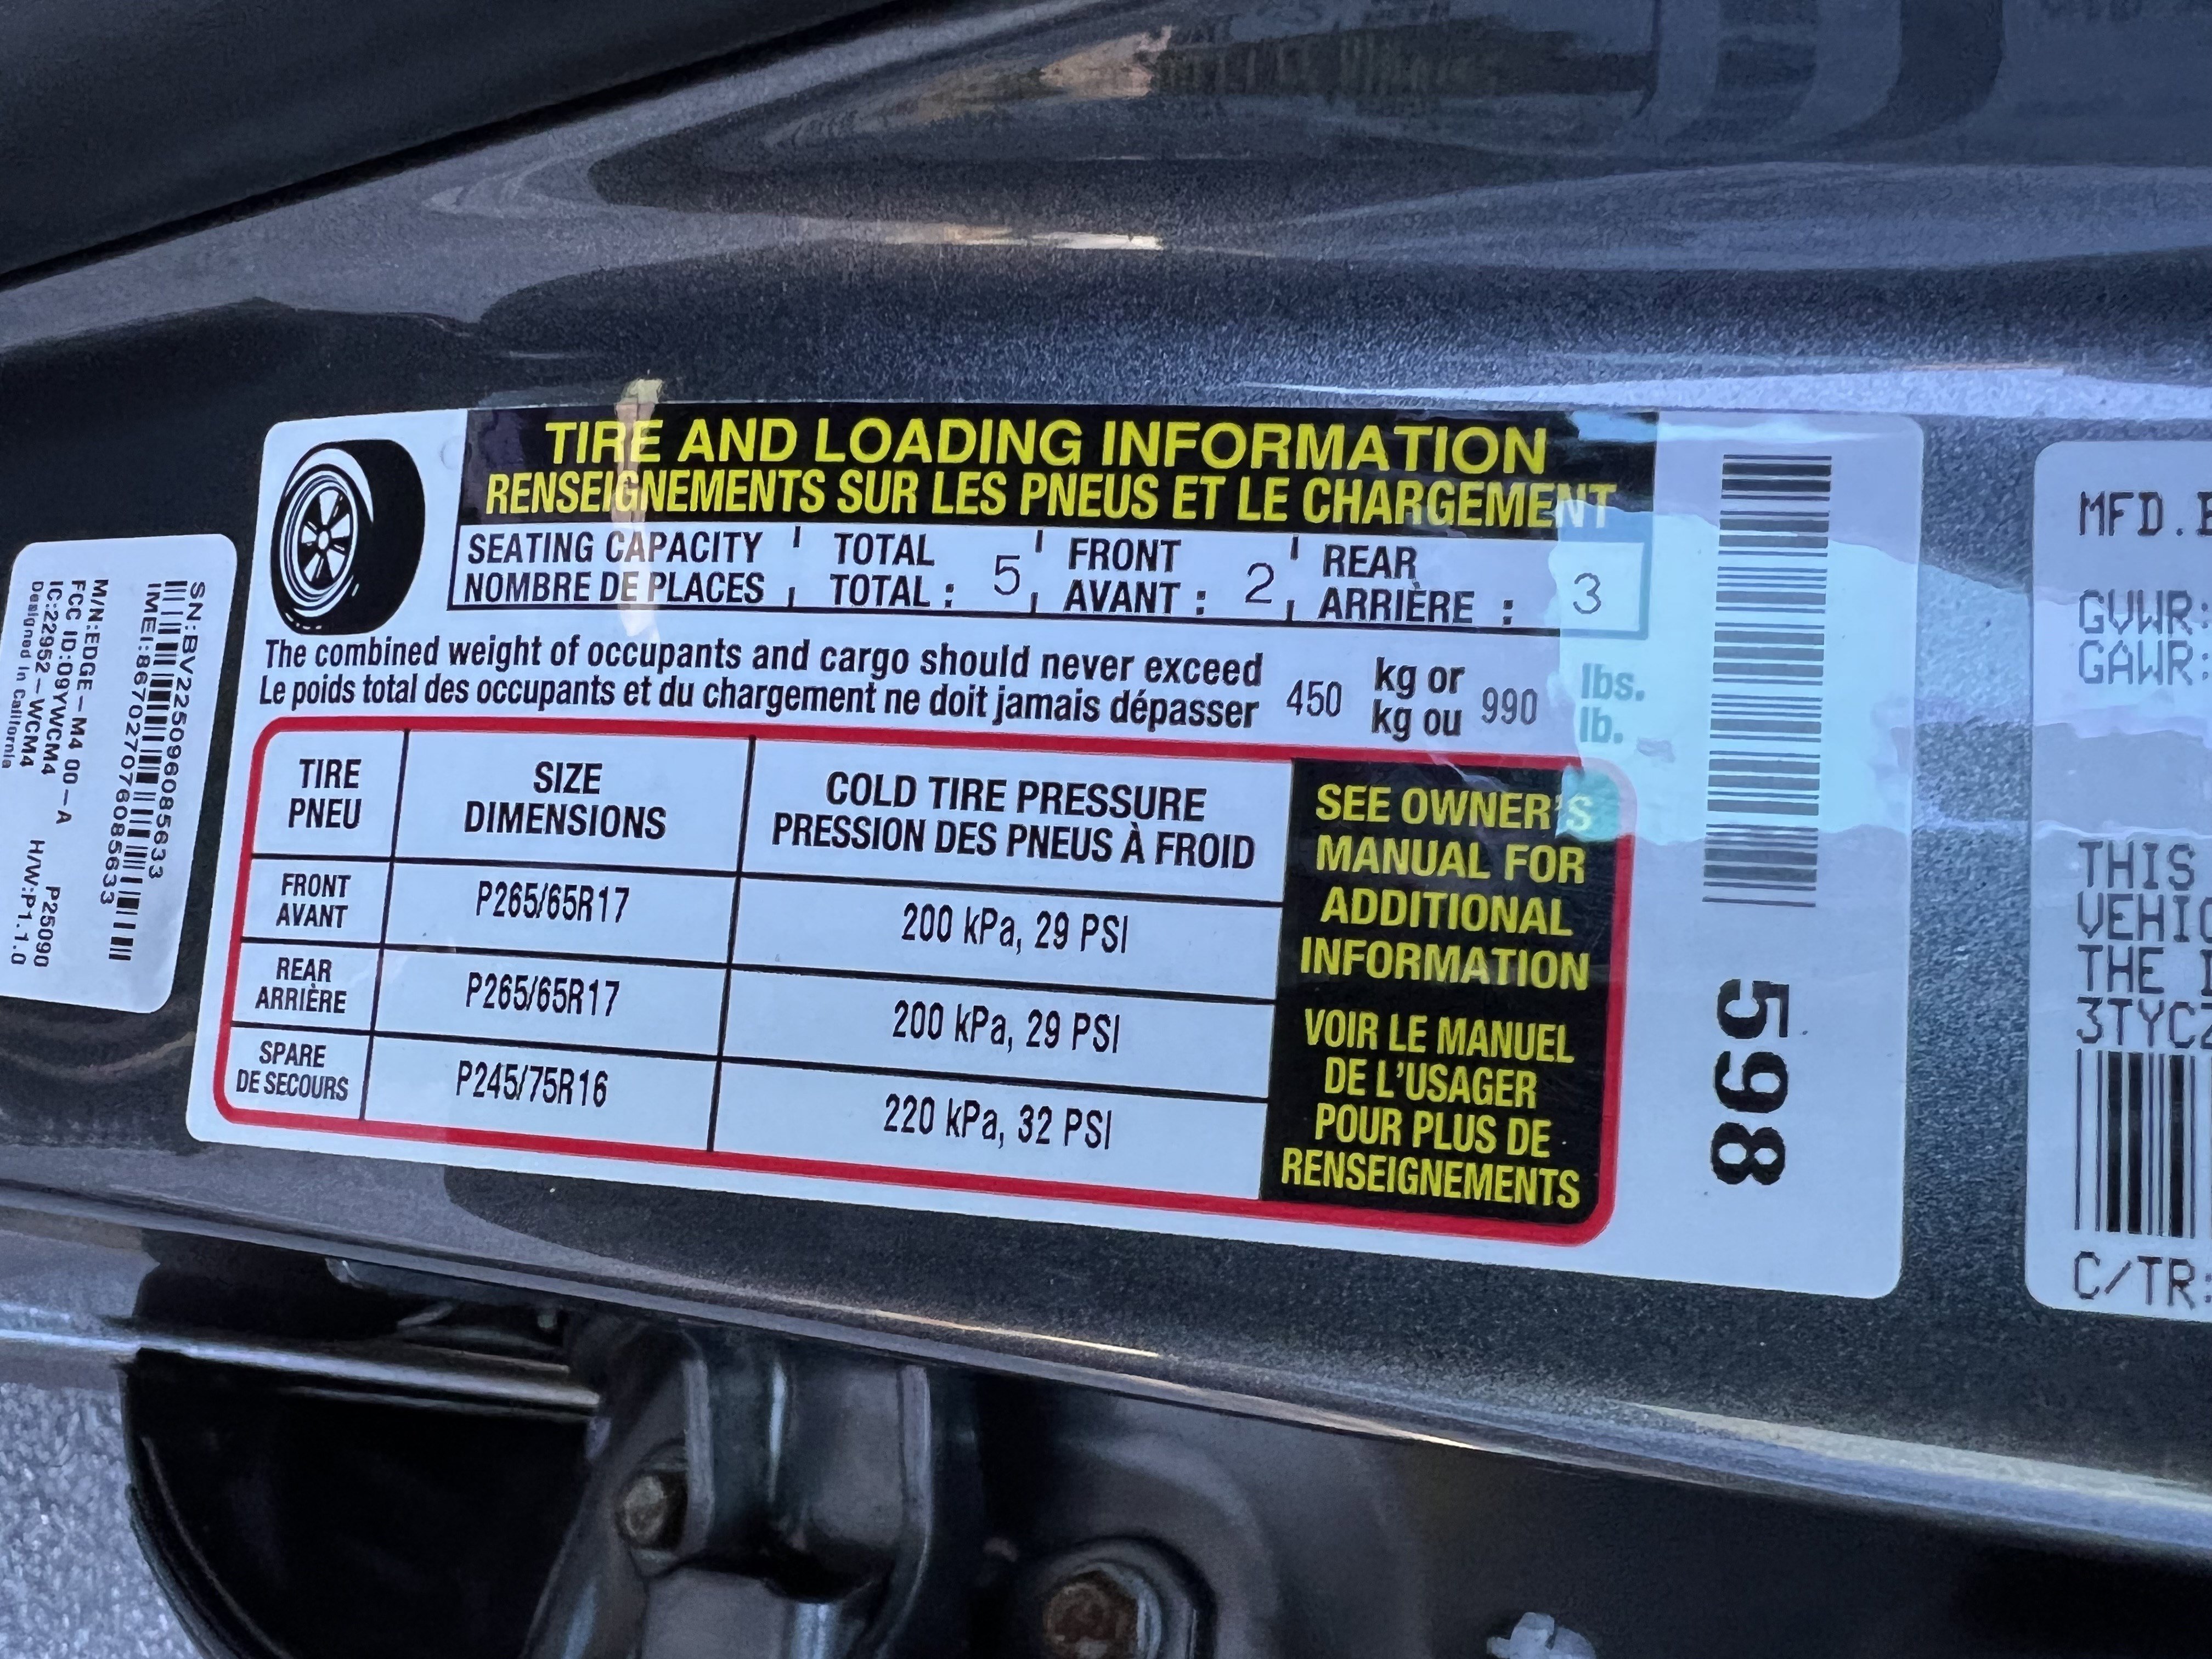 TIRE AND LOADING INFORMATION
RENSEIGNEMENTS SUR LES PNEUS ET LE CHARGEMENT
SEATING CAPACITY TOTAL FRONT REAR
NOMBRE DE PLACES TOTAL : 5 AVANT : 2 ARRIÈRE : 3
The combined weight of occupants and cargo should never exceed 450 kg or 990 lbs.
Le poids total des occupants et du chargement ne doit jamais dépasser kg ou lb.
TIRE SIZE COLD TIRE PRESSURE
PNEU DIMENSIONS PRESSION DES PNEUS À FROID
FRONT P265/65R17 200 kPa, 29 PSI
AVANT
REAR P265/65R17 200 kPa, 29 PSI
ARRIÈRE
SPARE P245/75R16 220 kPa, 32 PSI
DE SECOURS
SEE OWNER'S
MANUAL FOR
ADDITIONAL
INFORMATION
VOIR LE MANUEL
DE L'USAGER
POUR PLUS DE
RENSEIGNEMENTS
598
SN:BV22509608​5633
IMEI:867027076085633
M/N:EDGE-M4 00-A P25090
FCC ID:O9YWCM4 H/W:P1.1.0
IC:22952-WCM4
Designed in California
MFD.
GVWR:
GAWR:
THIS
VEHIC
THE
3TYCZ
C/TR: